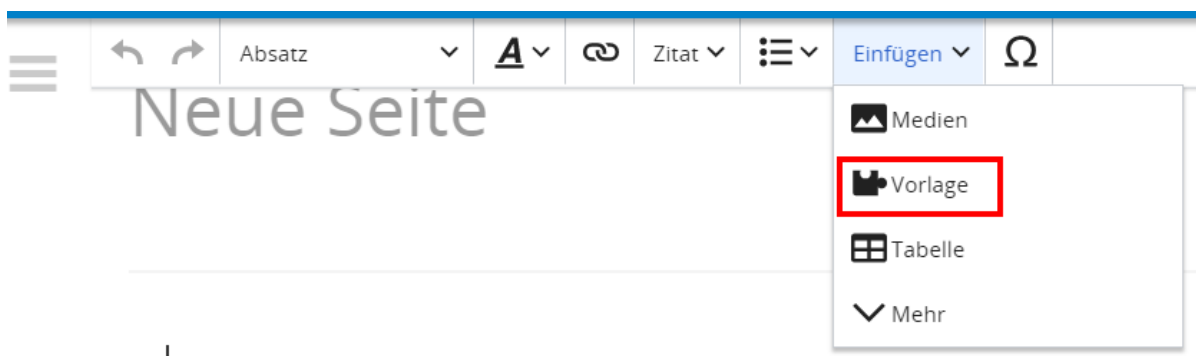 Absatz A Zitat Einfügen Ω
Neue Seite
Medien
Vorlage
Tabelle
Mehr